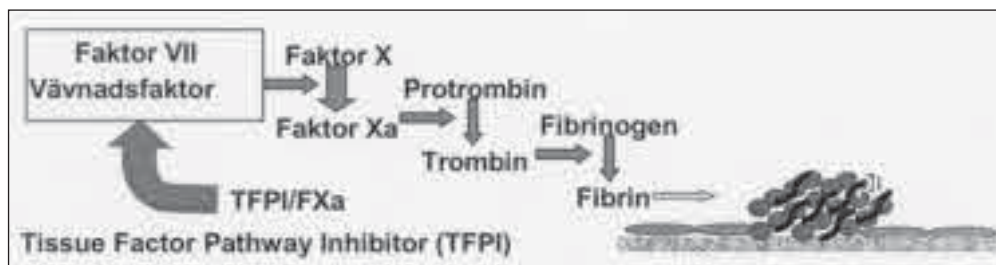 Faktor VII
Vävnadsfaktor
Faktor X
Faktor Xa
Protrombin
Trombin
Fibrinogen
Fibrin
TFPI/FXa
Tissue Factor Pathway Inhibitor (TFPI)